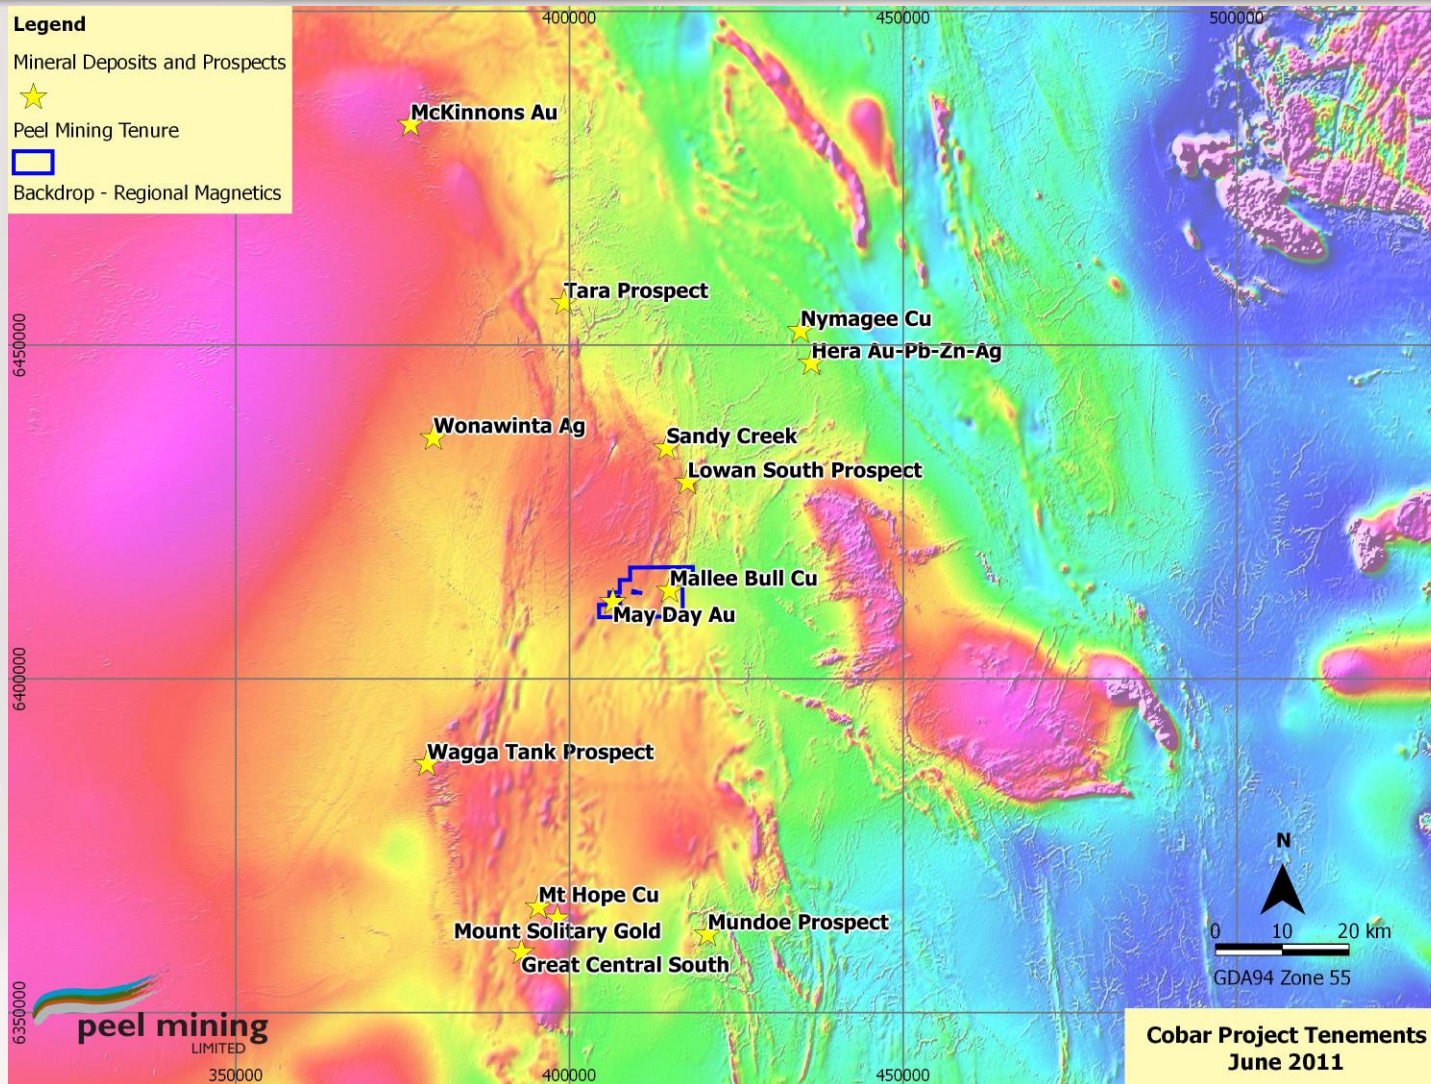 Legend
Mineral Deposits and Prospects
Peel Mining Tenure
Backdrop - Regional Magnetics
400000
450000
500000
McKinnons Au
Tara Prospect
Nymagee Cu
Hera Au-Pb-Zn-Ag
6450000
Wonawinta Ag
Sandy Creek
Lowan South Prospect
Mallee Bull Cu
May Day Au
6400000
Wagga Tank Prospect
Mt Hope Cu
Mount Solitary Gold
Great Central South
Mundoe Prospect
N
0 10 20 km
GDA94 Zone 55
6350000
peel mining
LIMITED
Cobar Project Tenements
June 2011
350000
400000
450000